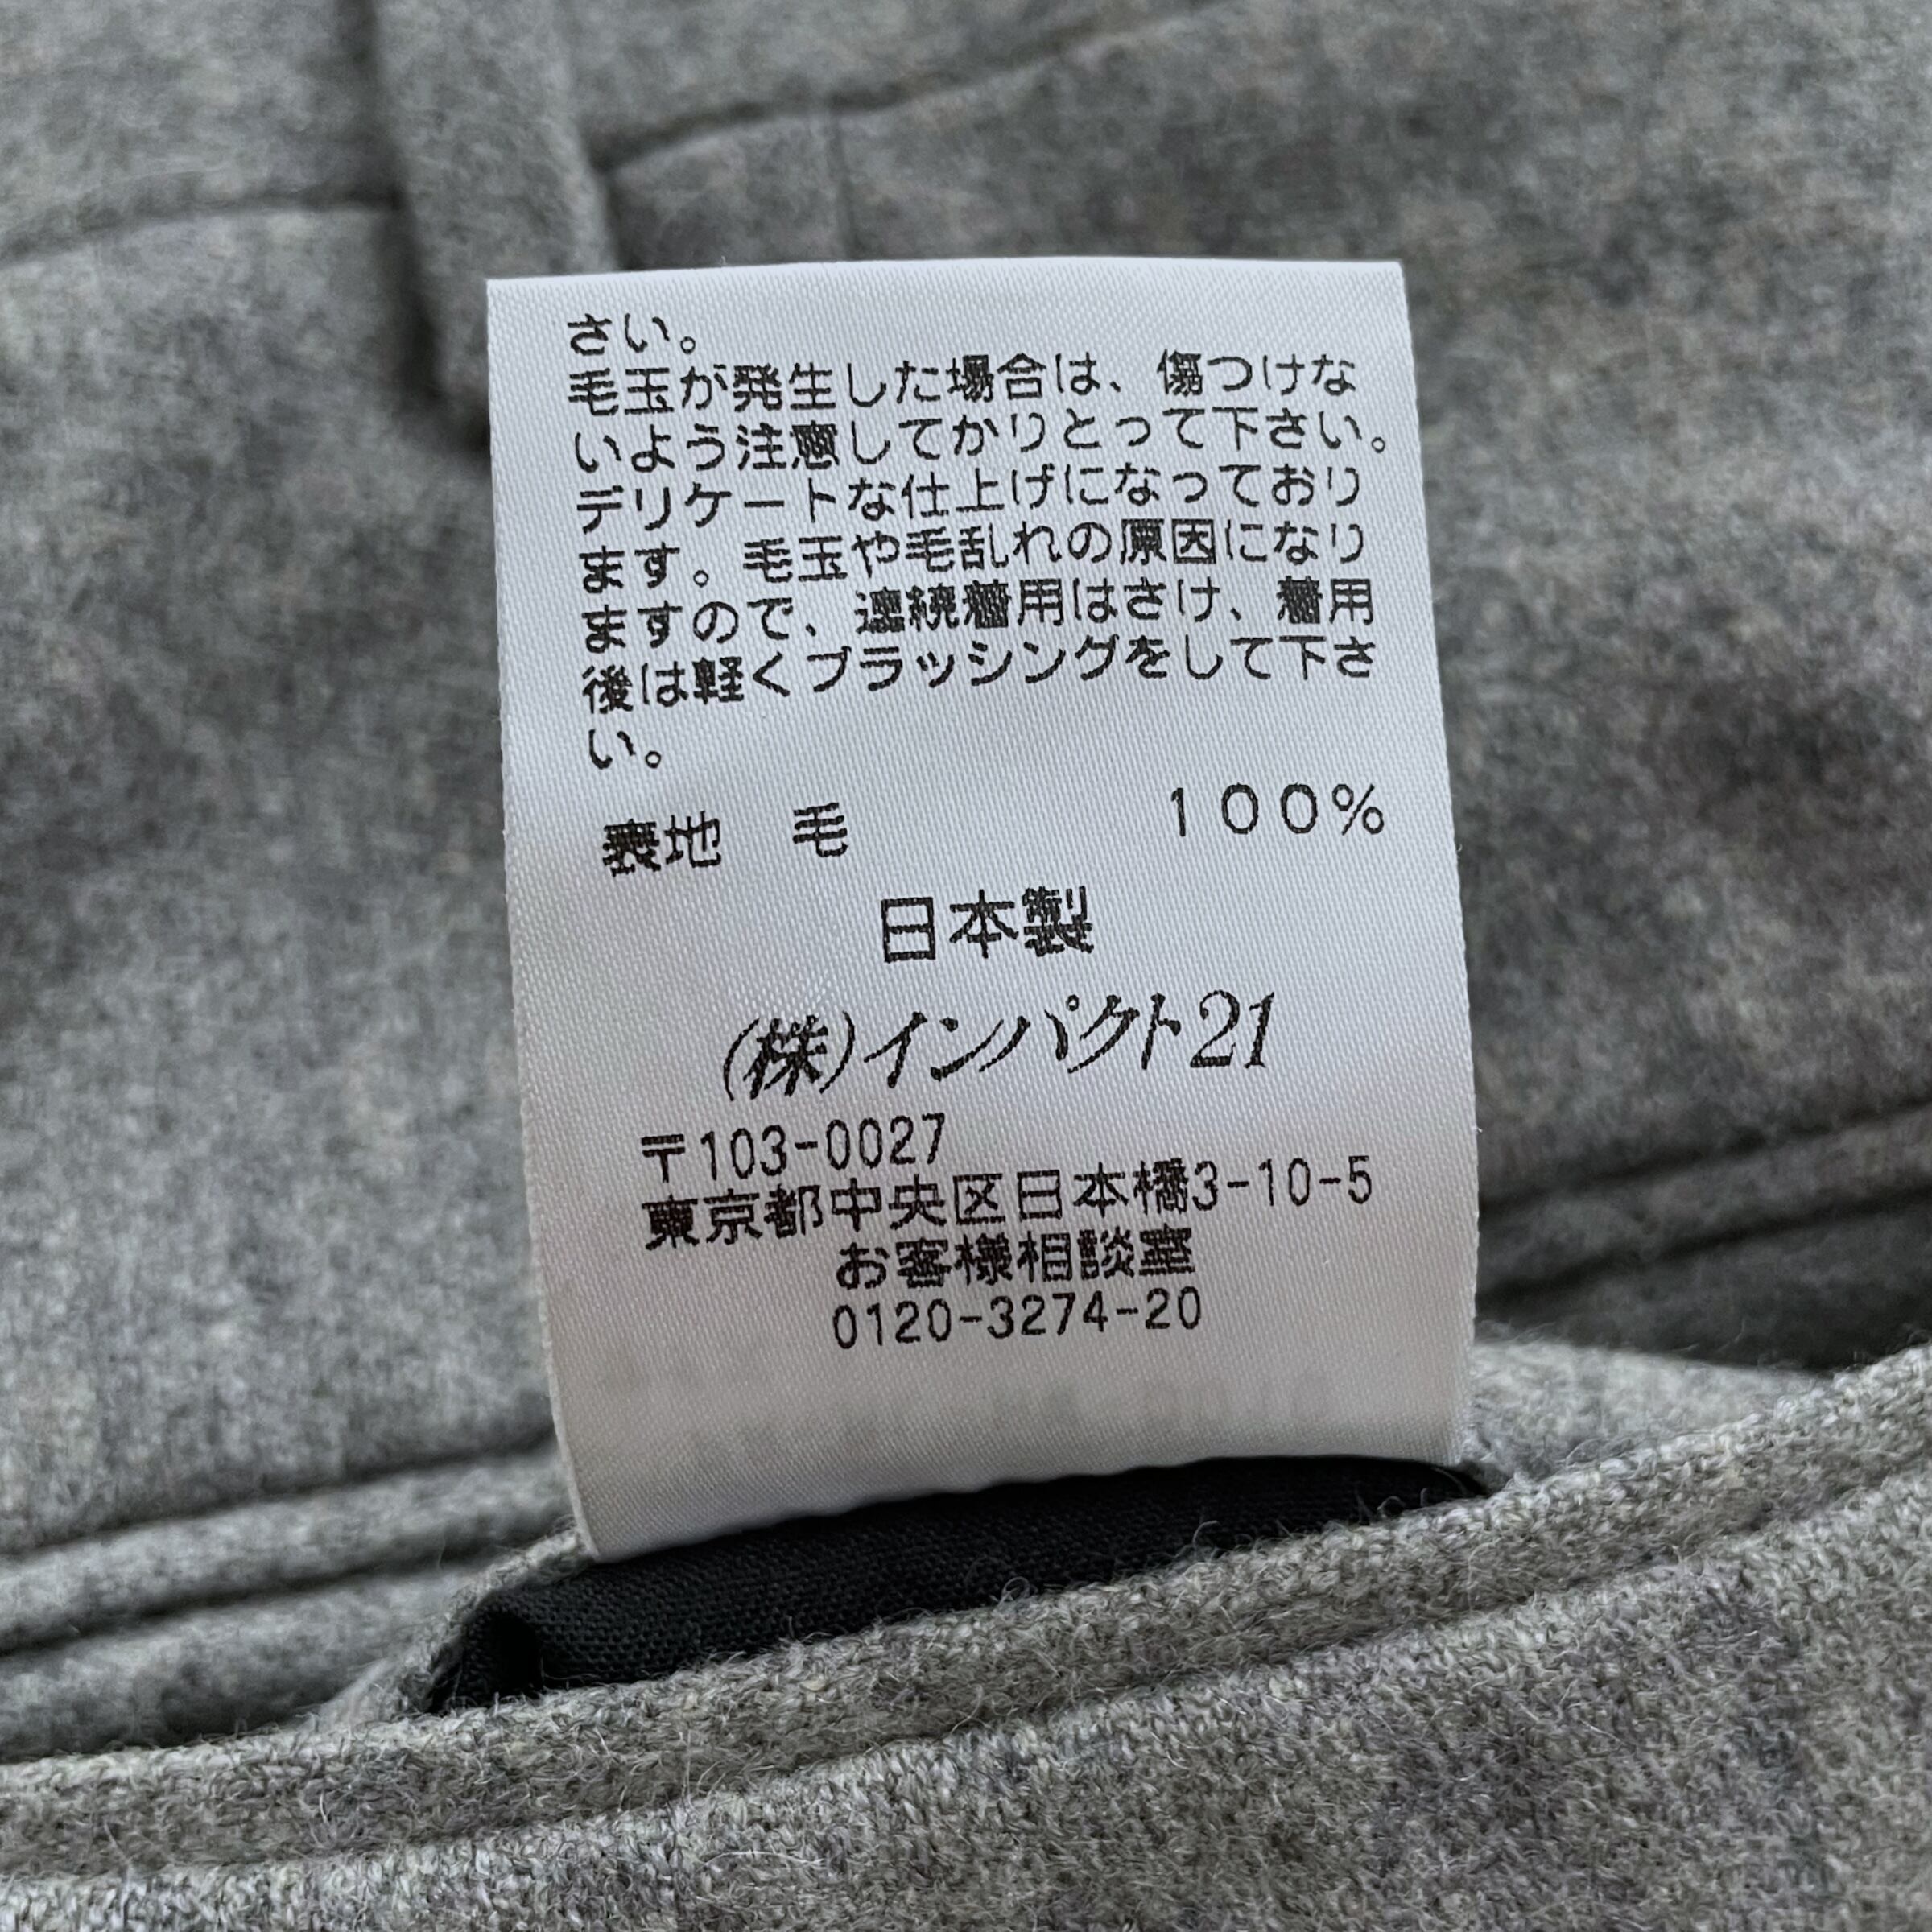 さい。
毛玉が発生した場合は、傷つけな
いよう注意してかりとって下さい。
デリケートな仕上げになっており
ます。毛玉や毛乱れの原因になり
ますので、連続着用はさけ、着用
後は軽くブラッシングをして下さ
い。
表地 毛 100%
日本製
(株)インパクト21
〒103-0027
東京都中央区日本橋3-10-5
お客様相談室
0120-3274-20